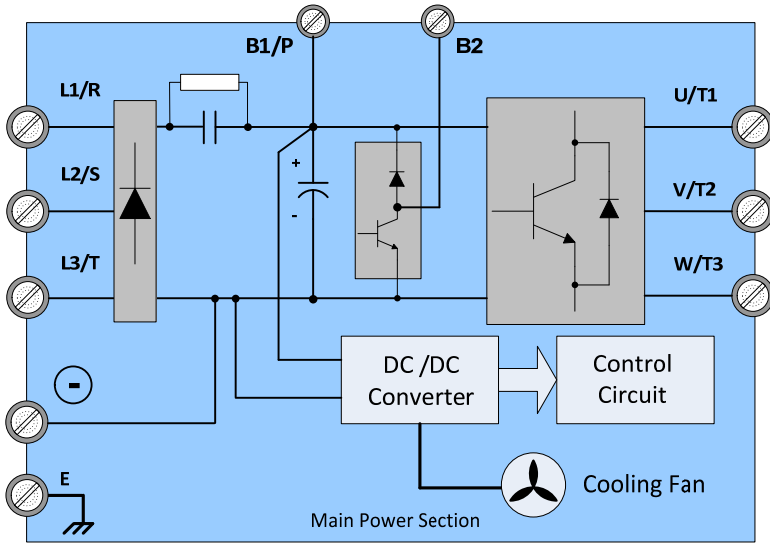 B1/P
B2
L1/R
U/T1
L2/S
V/T2
+
-
L3/T
W/T3
DC /DC
Converter
Control
Circuit
-
E
Cooling Fan
Main Power Section